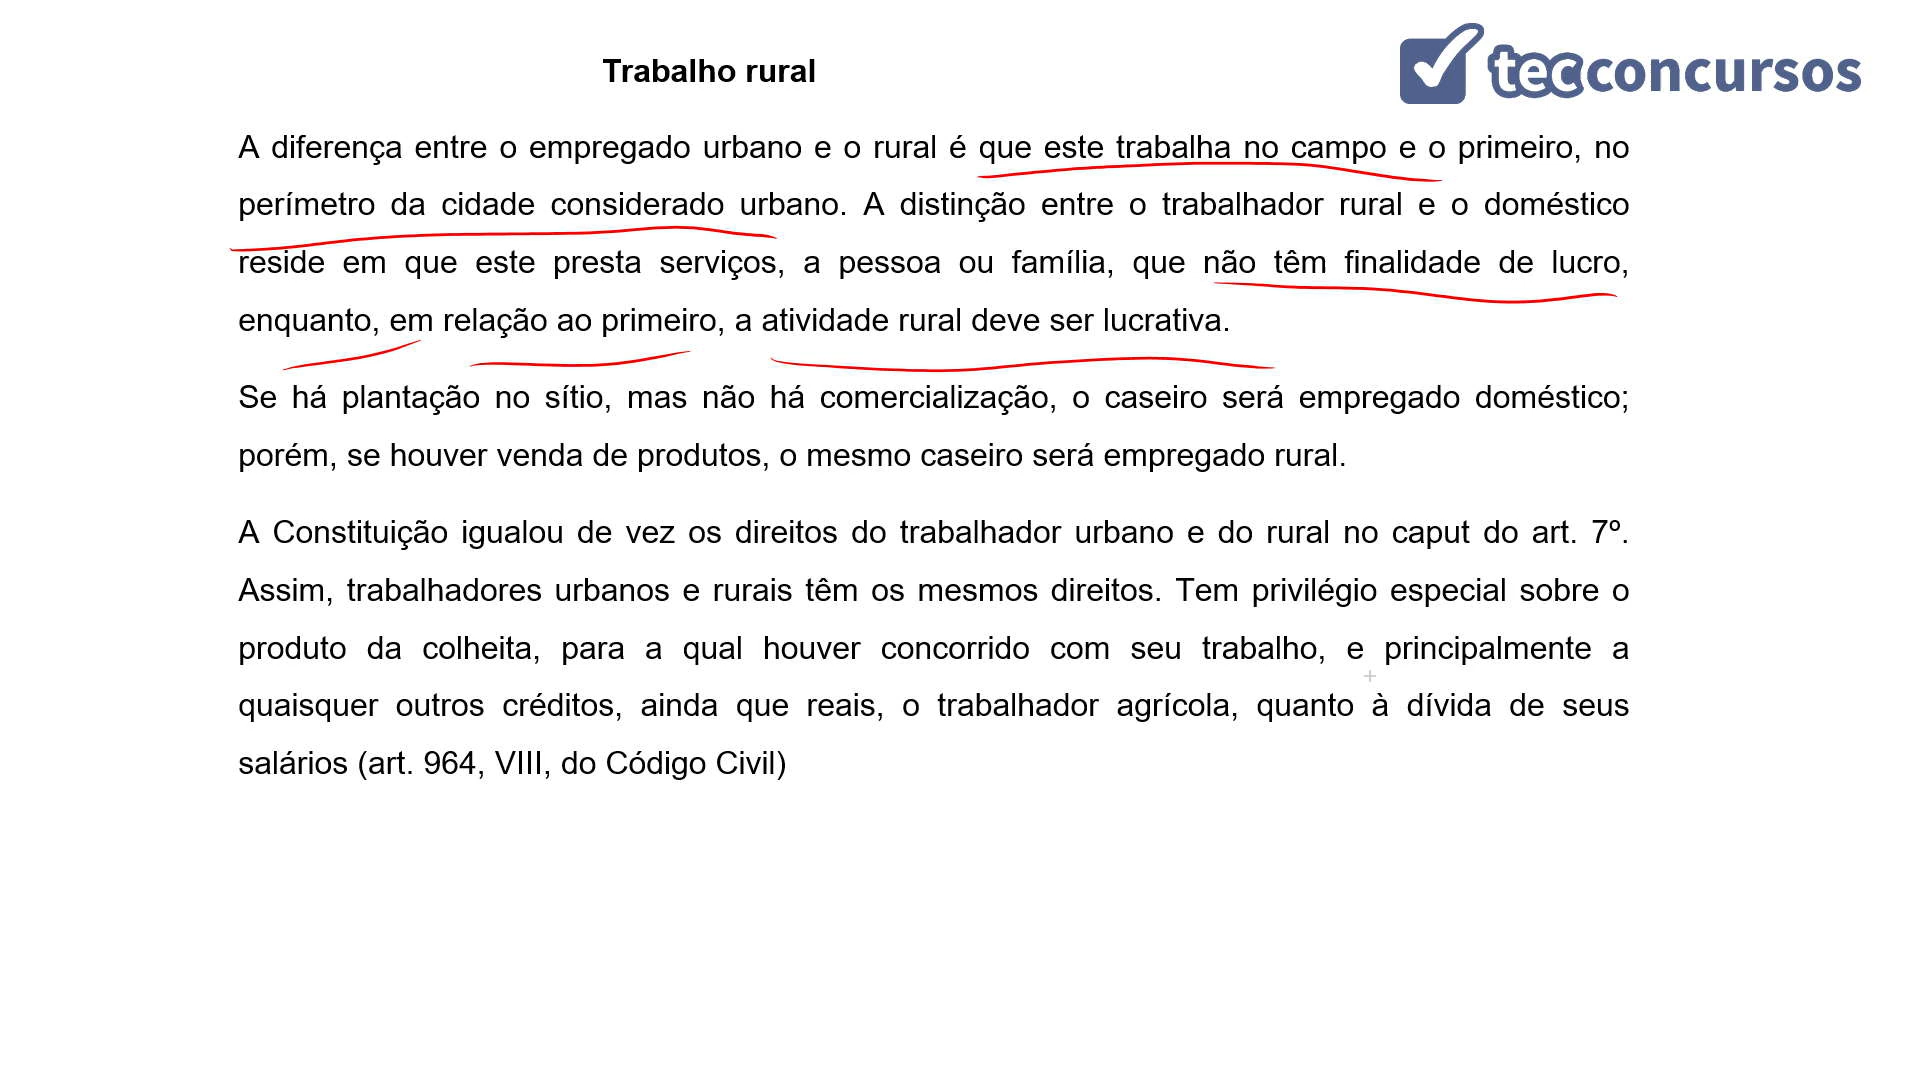 Trabalho rural
tecconcursos
A diferença entre o empregado urbano e o rural é que este trabalha no campo e o primeiro, no
perímetro da cidade considerado urbano. A distinção entre o trabalhador rural e o doméstico
reside em que este presta serviços, a pessoa ou família, que não têm finalidade de lucro,
enquanto, em relação ao primeiro, a atividade rural deve ser lucrativa.
Se há plantação no sítio, mas não há comercialização, o caseiro será empregado doméstico;
porém, se houver venda de produtos, o mesmo caseiro será empregado rural.
A Constituição igualou de vez os direitos do trabalhador urbano e do rural no caput do art. 7º.
Assim, trabalhadores urbanos e rurais têm os mesmos direitos. Tem privilégio especial sobre o
produto da colheita, para a qual houver concorrido com seu trabalho, e principalmente a
quaisquer outros créditos, ainda que reais, o trabalhador agrícola, quanto à dívida de seus
salários (art. 964, VIII, do Código Civil)